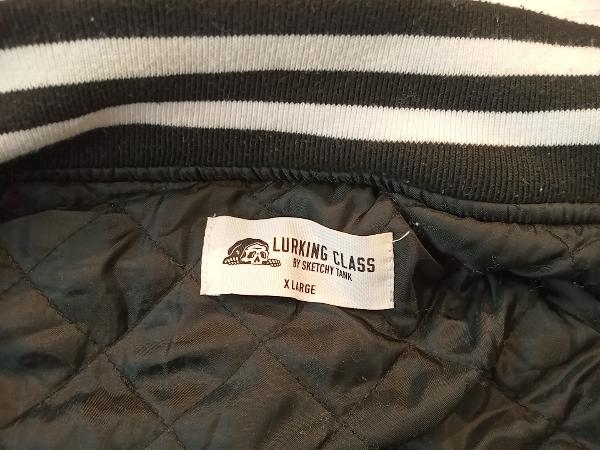 LURKING CLASS
BY SKETCHY TANK
X LARGE